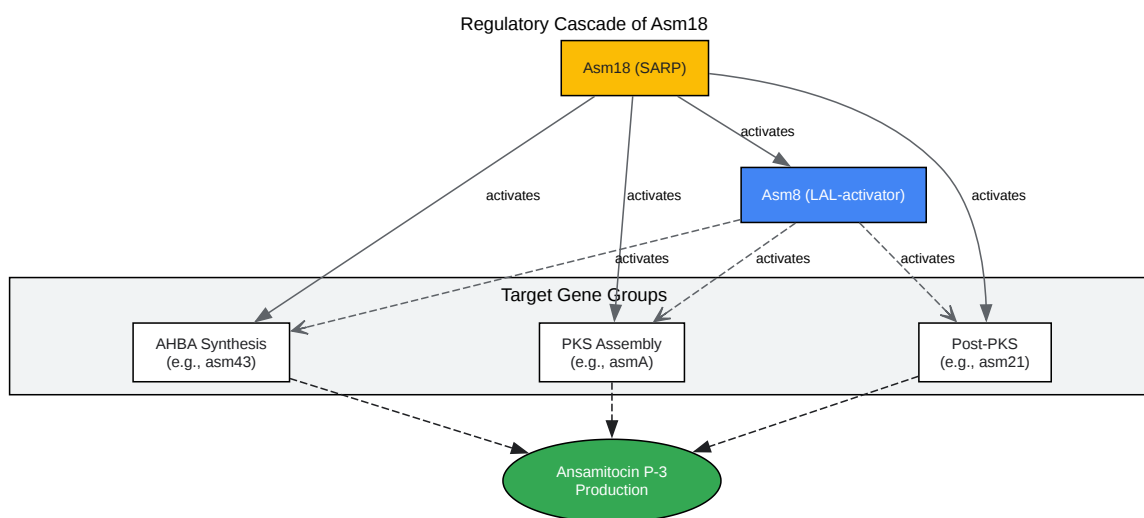 Regulatory Cascade of Asm18
Asm18 (SARP)
activates
Asm8 (LAL-activator)
activates
activates
activates
activates
activates
activates
Target Gene Groups
AHBA Synthesis
(e.g., asm43)
PKS Assembly
(e.g., asmA)
Post-PKS
(e.g., asm21)
Ansamitocin P-3
Production